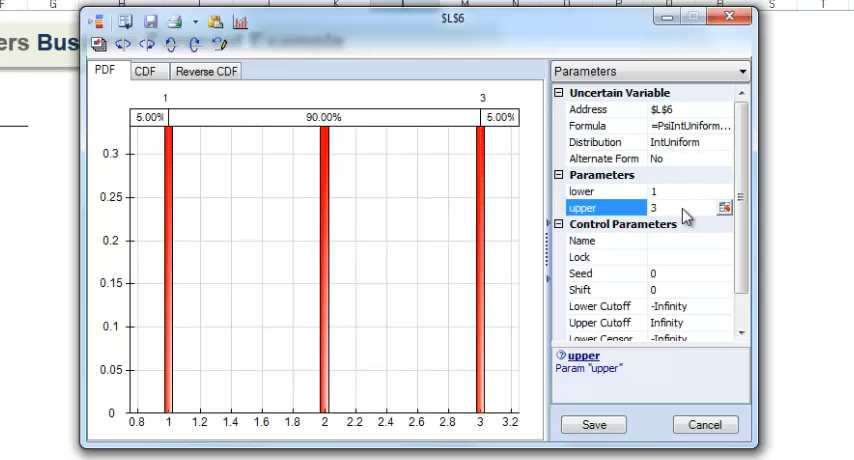 F
K
L
N
O
P
Q
R
S
T
ers Bus
Example
$L$6
PDF
CDF
Reverse CDF
1
3
5.00%
90.00%
5.00%
0.3
0.25
0.2
0.15
0.1
0.05
0
0.8
1
1.2
1.4
1.6
1.8
2
2.2
2.4
2.6
2.8
3
3.2
Parameters
Uncertain Variable
Address $L$6
Formula =PsiIntUniform...
Distribution IntUniform
Alternate Form No
Parameters
lower 1
upper 3
Control Parameters
Name
Lock
Seed 0
Shift 0
Lower Cutoff -Infinity
Upper Cutoff Infinity
Lower Censor -Infinity
upper
Param "upper"
Save
Cancel